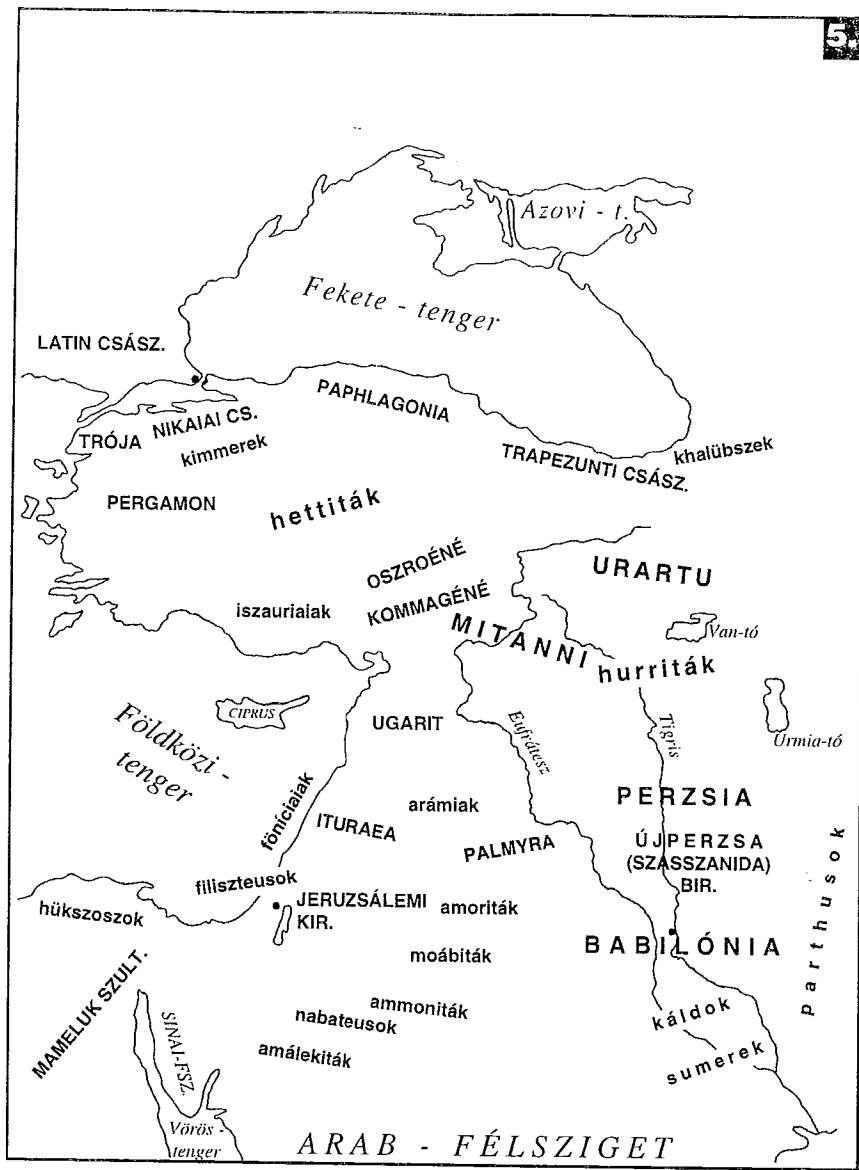 5.
Azovi - t.
Fekete - tenger
LATIN CSÁSZ.
PAPHLAGONIA
NIKAIAI CS.
TRÓJA
kimmerek
TRAPEZUNTI CSÁSZ.
khalübszek
PERGAMON
hettiták
OSZROÉNÉ
URARTU
KOMMAGÉNÉ
iszauriaiak
MITANNI
Van-tó
hurriták
CIPRUS
Földközi -
tenger
UGARIT
Eufrátesz
Tigris
Urmia-tó
föníciaiak
arámiak
PERZSIA
ITURAEA
PALMYRA
ÚJPERZSA
(SZÁSSZANIDA)
BIR.
parthusok
filiszteusok
JERUZSÁLEMI
KIR.
hükszoszok
amoriták
BABILÓNIA
moábiták
MAMELUK SZULT.
ammoniták
nabateusok
káldok
amálekiták
sumerek
SINAI-FSZ.
Vörös -
tenger
ARAB - FÉLSZIGET